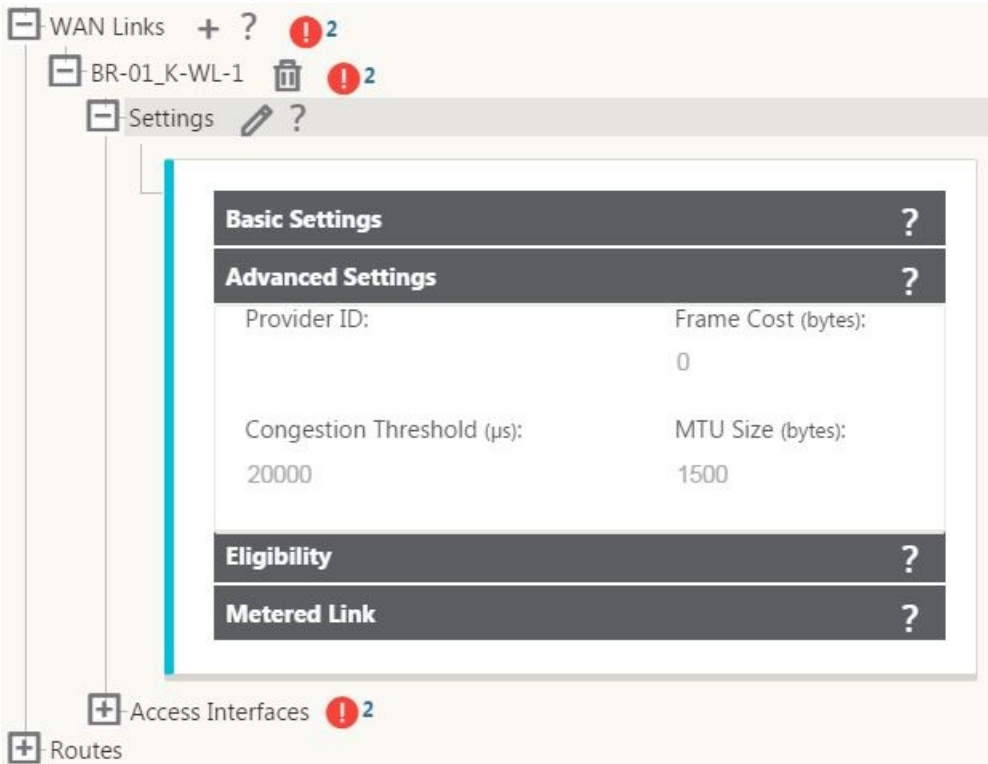 WAN Links + ? ! 2
BR-01_K-WL-1 ! 2
Settings ?
Basic Settings ?
Advanced Settings ?
Provider ID: Frame Cost (bytes):
0
Congestion Threshold (µs): MTU Size (bytes):
20000 1500
Eligibility ?
Metered Link ?
Access Interfaces ! 2
Routes